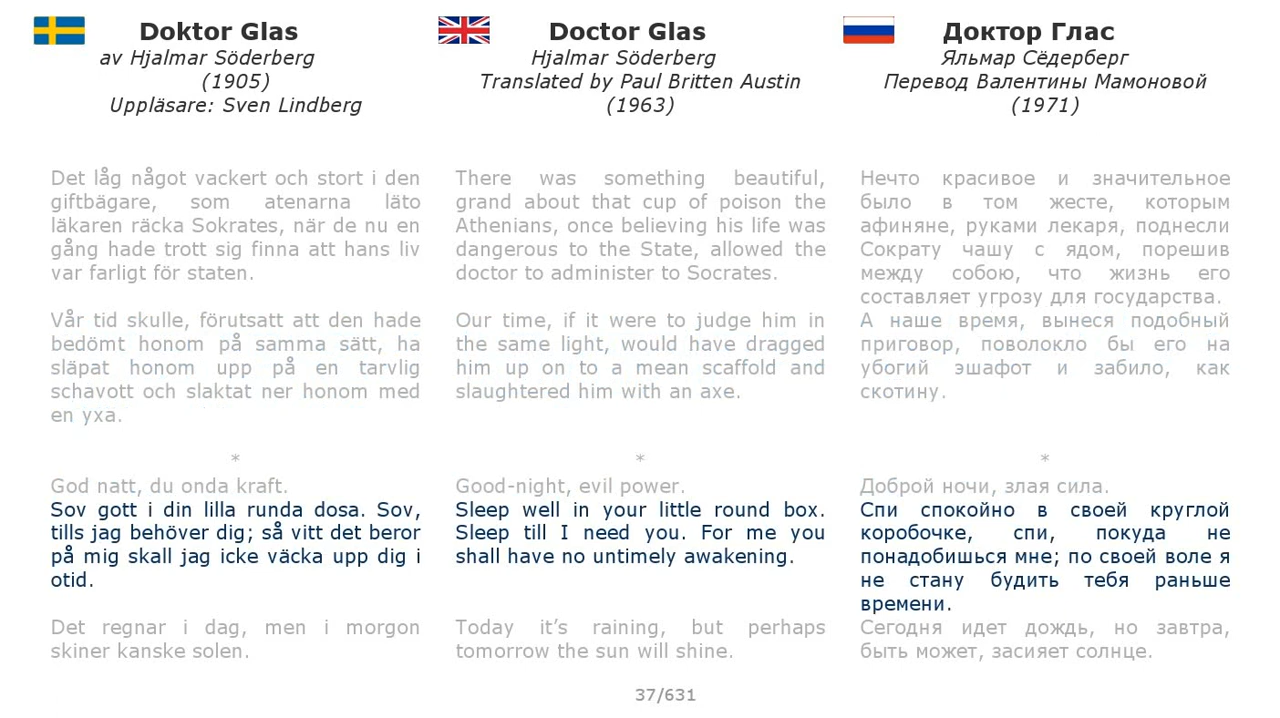 Doktor Glas
av Hjalmar Söderberg
(1905)
Uppläsare: Sven Lindberg
Det låg något vackert och stort i den
giftbägare, som atenarna läto
läkaren räcka Sokrates, när de nu en
gång hade trott sig finna att hans liv
var farligt för staten.
Vår tid skulle, förutsatt att den hade
bedömt honom på samma sätt, ha
släpat honom upp på en tarvlig
schavott och slaktat ner honom med
en yxa.
*
God natt, du onda kraft.
Sov gott i din lilla runda dosa. Sov,
tills jag behöver dig; så vitt det beror
på mig skall jag icke väcka upp dig i
otid.
Det regnar i dag, men i morgon
skiner kanske solen.
Doctor Glas
Hjalmar Söderberg
Translated by Paul Britten Austin
(1963)
There was something beautiful,
grand about that cup of poison the
Athenians, once believing his life was
dangerous to the State, allowed the
doctor to administer to Socrates.
Our time, if it were to judge him in
the same light, would have dragged
him up on to a mean scaffold and
slaughtered him with an axe.
*
Good-night, evil power.
Sleep well in your little round box.
Sleep till I need you. For me you
shall have no untimely awakening.
Today it’s raining, but perhaps
tomorrow the sun will shine.
Доктор Глас
Яльмар Сёдерберг
Перевод Валентины Мамоновой
(1971)
Нечто красивое и значительное
было в том жесте, которым
афиняне, руками лекаря, поднесли
Сократу чашу с ядом, порешив
между собою, что жизнь его
составляет угрозу для государства.
А наше время, вынеся подобный
приговор, поволокло бы его на
убогий эшафот и забило, как
скотину.
*
Доброй ночи, злая сила.
Спи спокойно в своей круглой
коробочке, спи, покуда не
понадобишься мне; по своей воле я
не стану будить тебя раньше
времени.
Сегодня идет дождь, но завтра,
быть может, засияет солнце.
37/631